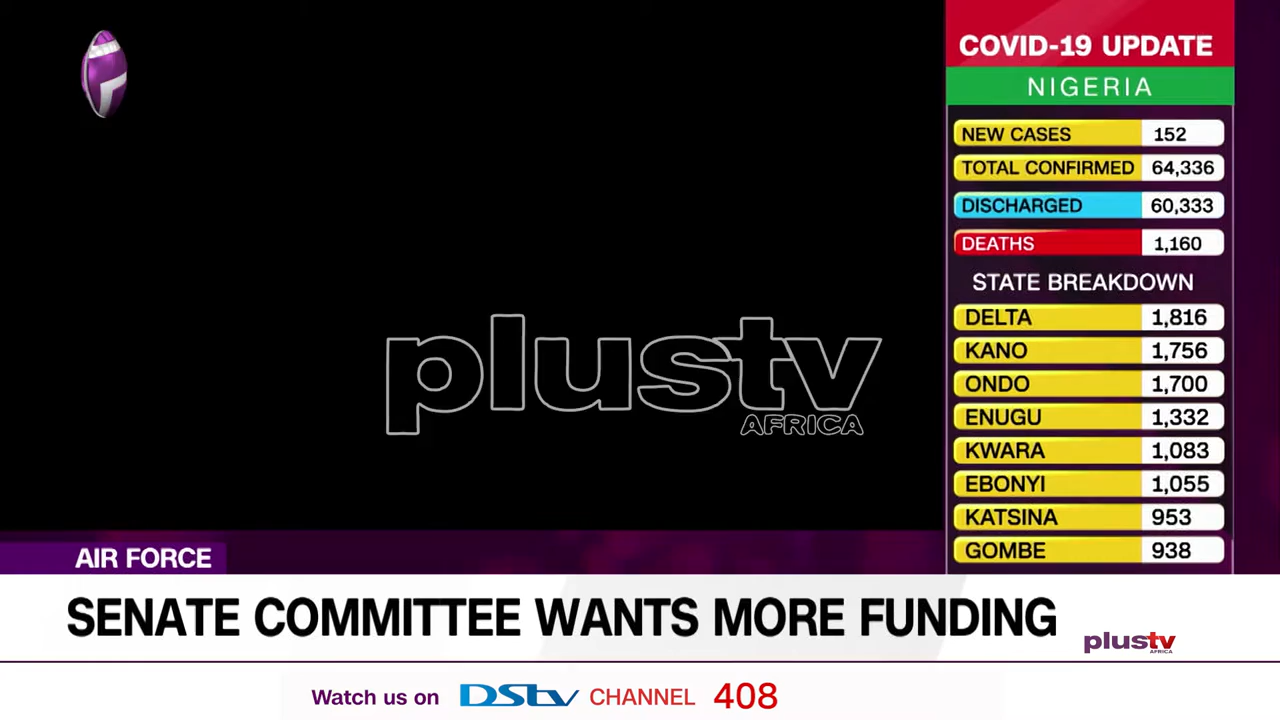 COVID-19 UPDATE
NIGERIA
NEW CASES 152
TOTAL CONFIRMED 64,336
DISCHARGED 60,333
DEATHS 1,160
STATE BREAKDOWN
DELTA 1,816
KANO 1,756
ONDO 1,700
ENUGU 1,332
KWARA 1,083
EBONYI 1,055
KATSINA 953
GOMBE 938
plustv
AFRICA
AIR FORCE
SENATE COMMITTEE WANTS MORE FUNDING
plustv
AFRICA
Watch us on DStv CHANNEL 408